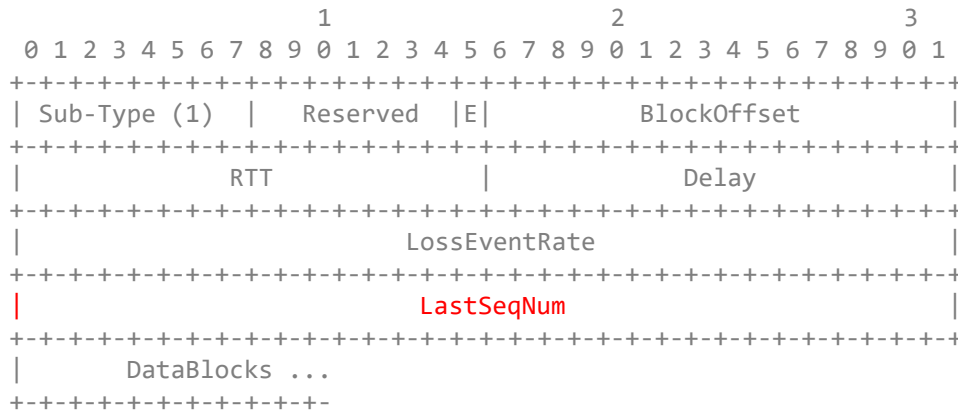 1                   2                   3
 0 1 2 3 4 5 6 7 8 9 0 1 2 3 4 5 6 7 8 9 0 1 2 3 4 5 6 7 8 9 0 1
+-+-+-+-+-+-+-+-+-+-+-+-+-+-+-+-+-+-+-+-+-+-+-+-+-+-+-+-+-+-+-+-+
| Sub-Type (1)  |   Reserved  |E|          BlockOffset          |
+-+-+-+-+-+-+-+-+-+-+-+-+-+-+-+-+-+-+-+-+-+-+-+-+-+-+-+-+-+-+-+-+
|               RTT              |             Delay             |
+-+-+-+-+-+-+-+-+-+-+-+-+-+-+-+-+-+-+-+-+-+-+-+-+-+-+-+-+-+-+-+-+
|                          LossEventRate                        |
+-+-+-+-+-+-+-+-+-+-+-+-+-+-+-+-+-+-+-+-+-+-+-+-+-+-+-+-+-+-+-+-+
|                           LastSeqNum                          |
+-+-+-+-+-+-+-+-+-+-+-+-+-+-+-+-+-+-+-+-+-+-+-+-+-+-+-+-+-+-+-+-+
|       DataBlocks ...
+-+-+-+-+-+-+-+-+-+-+-